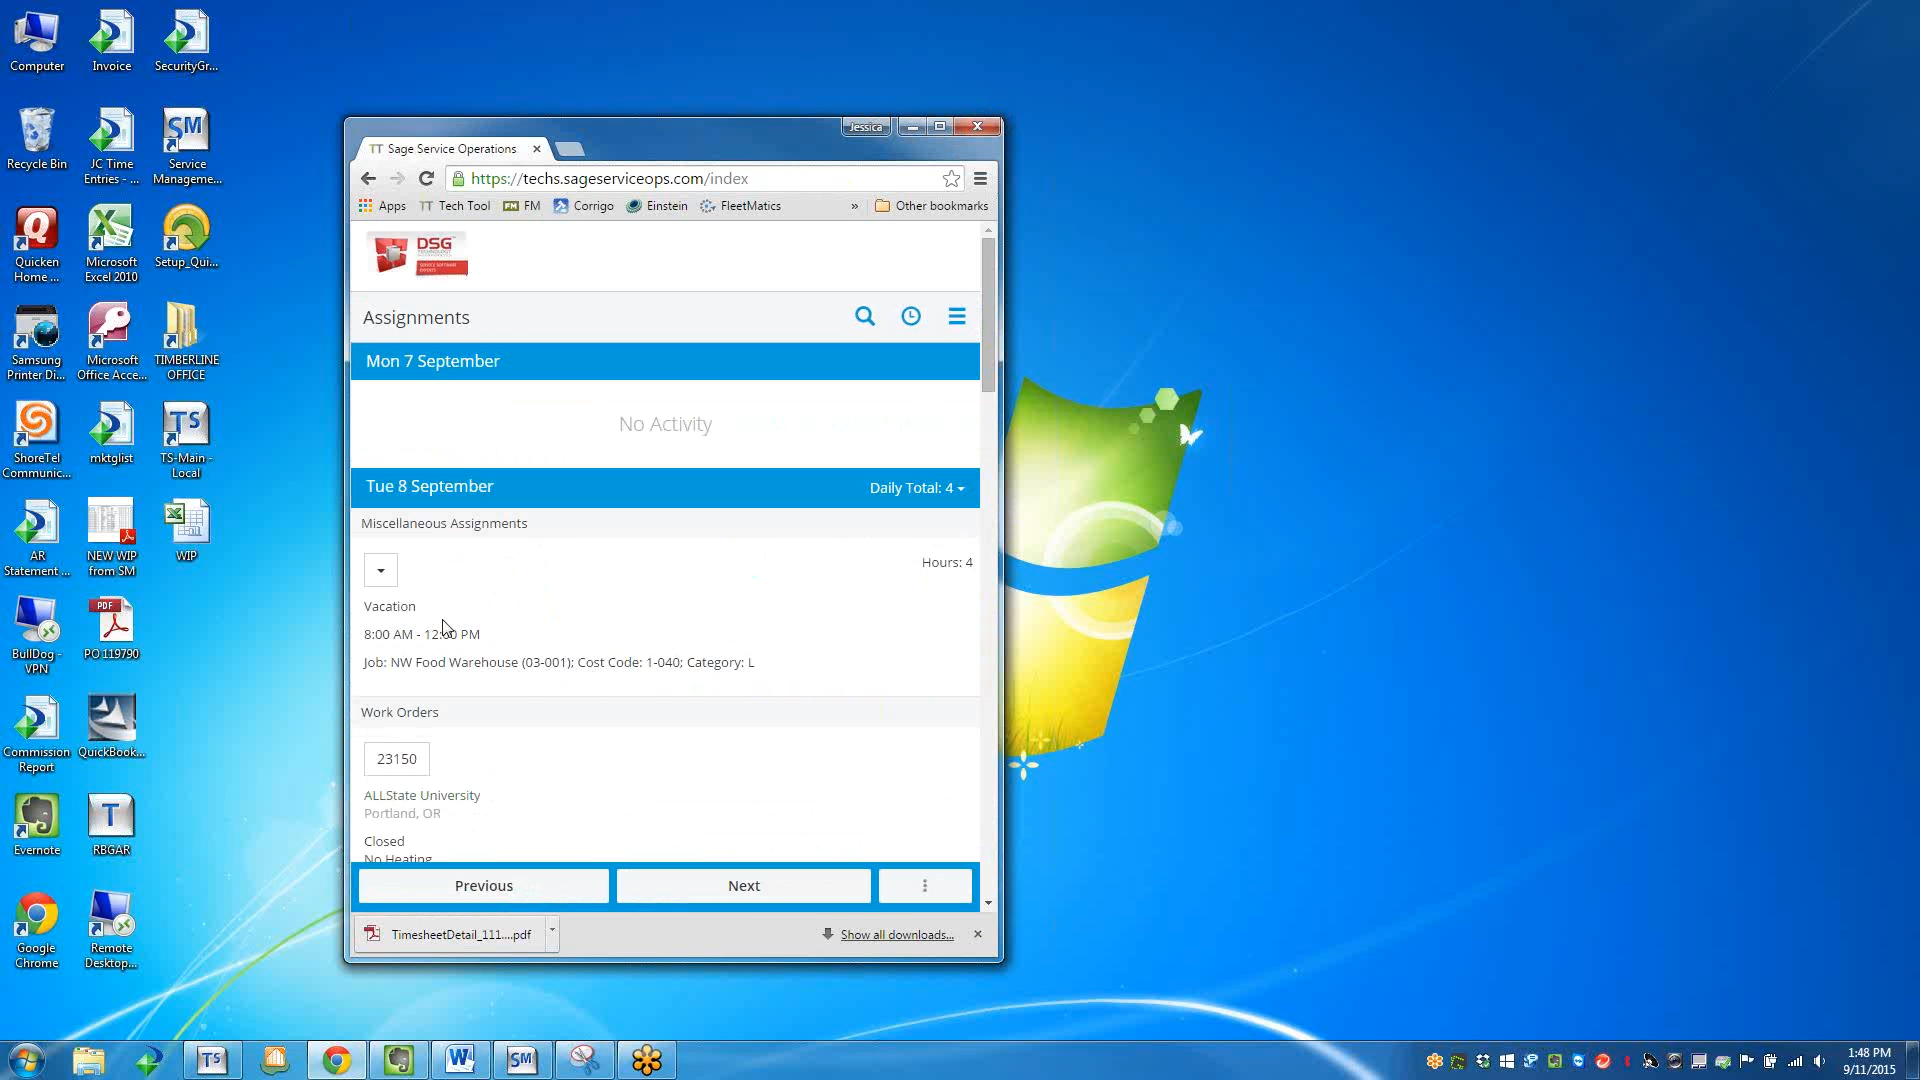 Computer
Invoice
SecurityGr...
Recycle Bin
JC Time
Entries - ...
SM
Service
Manageme...
Quicken
Home ...
Microsoft
Excel 2010
Setup_Qui...
Samsung
Printer Di...
Microsoft
Office Acce...
TIMBERLINE
OFFICE
ShoreTel
Communic...
mktglist
TS
TS-Main -
Local
AR
Statement ...
NEW WIP
from SM
WIP
BullDog -
VPN
PDF
PO 119790
Commission
Report
QuickBook...
Evernote
T
RBGAR
Google
Chrome
Remote
Desktop...
Jessica
TT Sage Service Operations
https://techs.sageserviceops.com/index
Apps
TT Tech Tool
FM FM
Corrigo
Einstein
FleetMatics
»
Other bookmarks
DSG
Assignments
Mon 7 September
No Activity
Tue 8 September
Daily Total: 4
Miscellaneous Assignments
Hours: 4
Vacation
8:00 AM - 12:00 PM
Job: NW Food Warehouse (03-001); Cost Code: 1-040; Category: L
Work Orders
23150
ALLState University
Portland, OR
Closed
No Heating
Previous
Next
TimesheetDetail_111....pdf
Show all downloads...
TS
W
SM
1:48 PM
9/11/2015